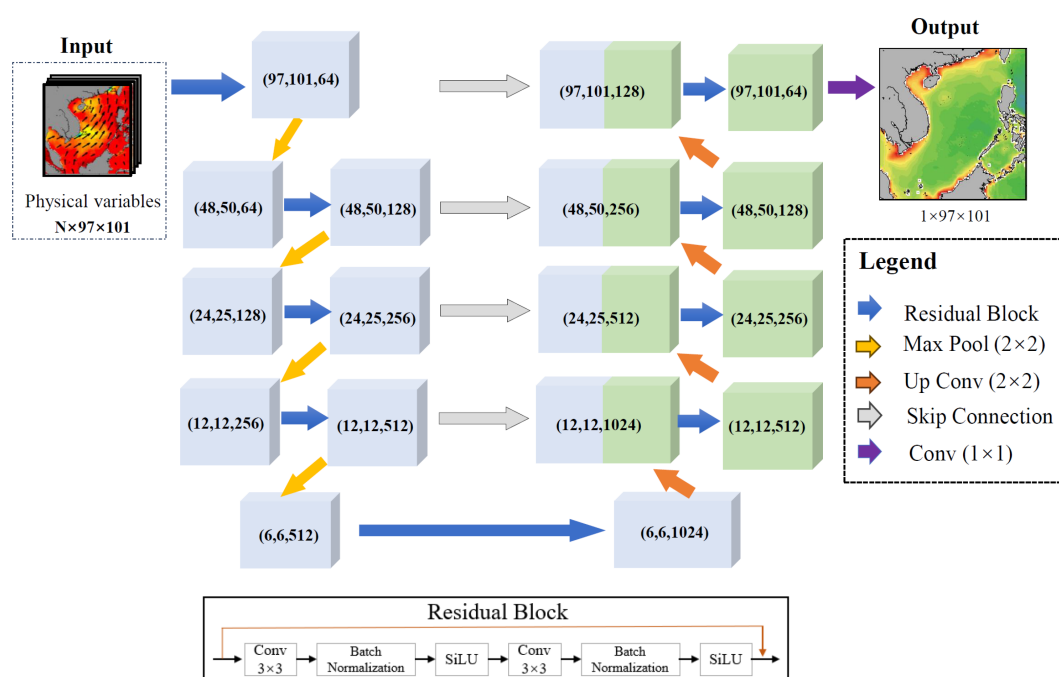 Input
Physical variables
N×97×101
(97,101,64)
(97,101,128)
(97,101,64)
Output
1×97×101
(48,50,64)
(48,50,128)
(48,50,256)
(48,50,128)
(24,25,128)
(24,25,256)
(24,25,512)
(24,25,256)
(12,12,256)
(12,12,512)
(12,12,1024)
(12,12,512)
(6,6,512)
(6,6,1024)
Legend
Residual Block
Max Pool (2×2)
Up Conv (2×2)
Skip Connection
Conv (1×1)
Residual Block
Conv
3×3
Batch
Normalization
SiLU
Conv
3×3
Batch
Normalization
SiLU